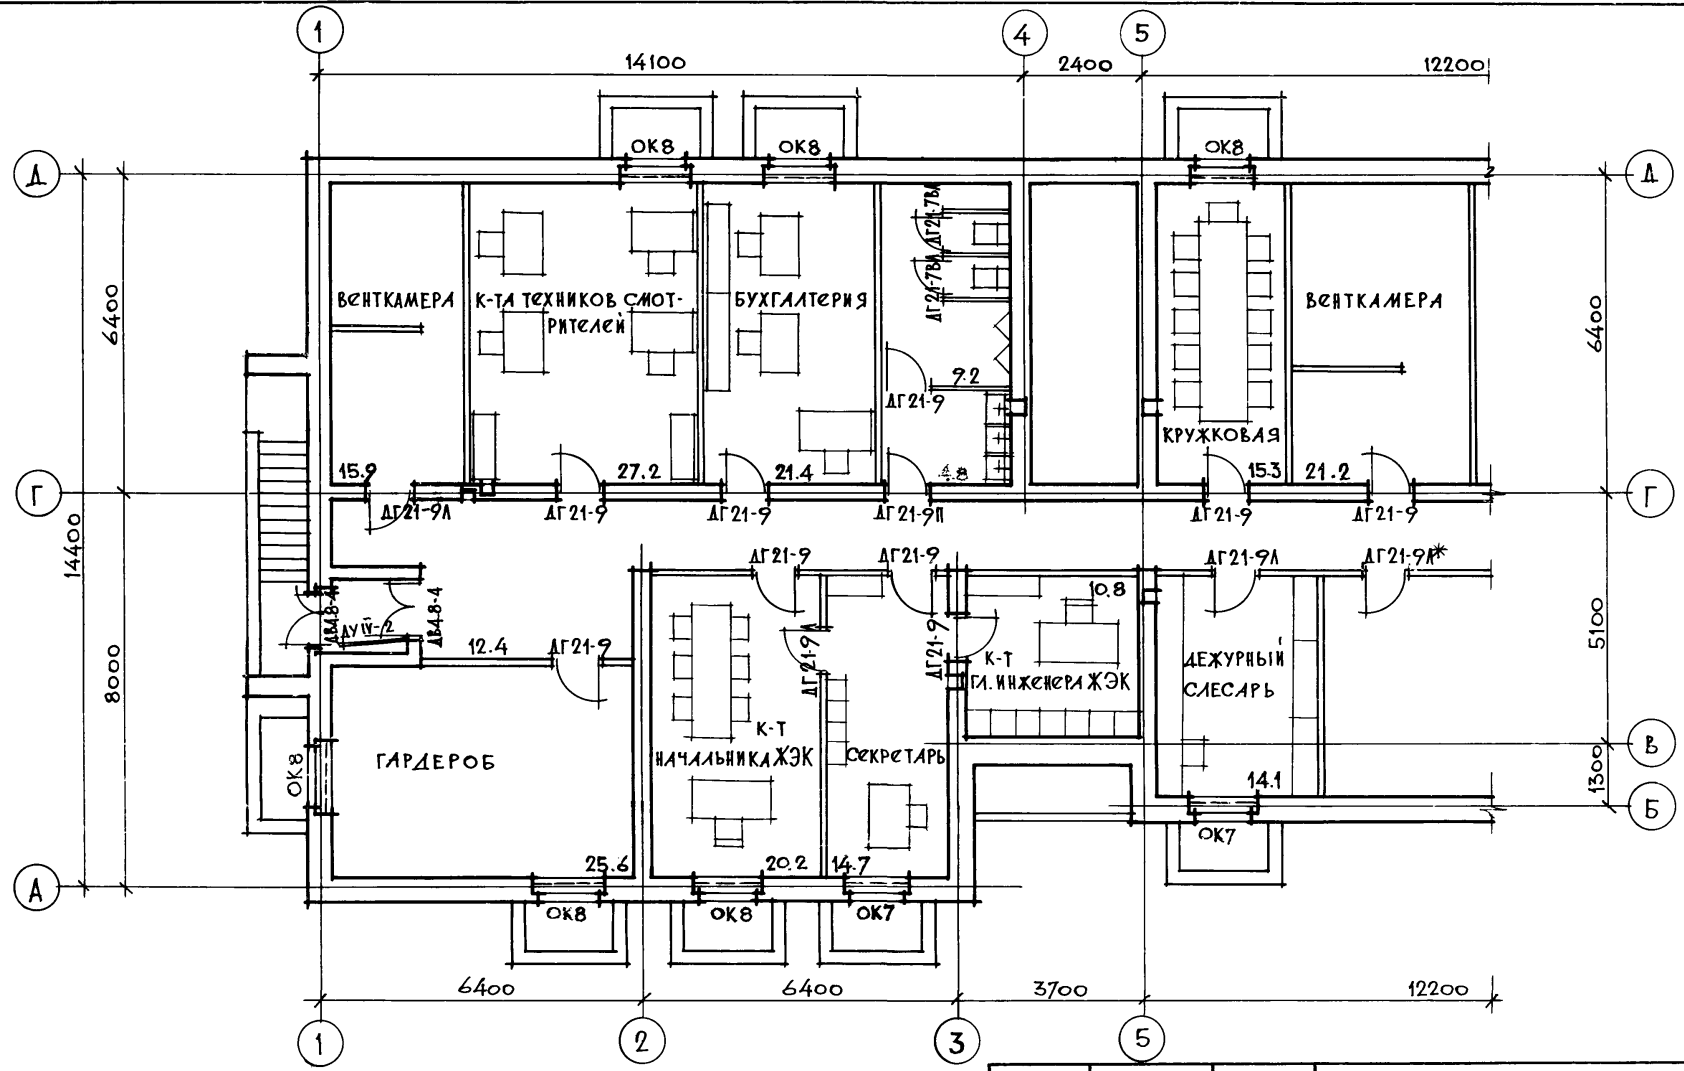 1
4
5
14100
2400
12200
ОК8
ОК8
ОК8
Д
Д
6400
6400
14400
8000
5100
1300
ВЕНТКАМЕРА
К-ТА ТЕХНИКОВ СМОТ-
РИТЕЛЕЙ
БУХГАЛТЕРИЯ
ДГ21-7ВЛ
ДГ21-7ВЛ
9.2
ДГ21-9
КРУЖКОВАЯ
ВЕНТКАМЕРА
15.9
27.2
21.4
4.8
15.3
21.2
Г
Г
ДГ21-9Л
ДГ21-9
ДГ21-9
ДГ21-9П
ДГ21-9
ДГ21-9
ДГ21-9
ДГ21-9
ДГ21-9Л
ДГ21-9Л*
ДВ48-4
ДУIV-2
ДВ48-4
12.4
ДГ21-9
ДГ21-9Л
ДГ21-9
10.8
К-Т
ГЛ. ИНЖЕНЕРА ЖЭК
ДЕЖУРНЫЙ
СЛЕСАРЬ
ГАРДЕРОБ
К-Т
НАЧАЛЬНИКА ЖЭК
СЕКРЕТАРЬ
14.1
В
Б
ОК8
ОК7
25.6
20.2
14.7
А
ОК8
ОК8
ОК7
6400
6400
3700
12200
1
2
3
5